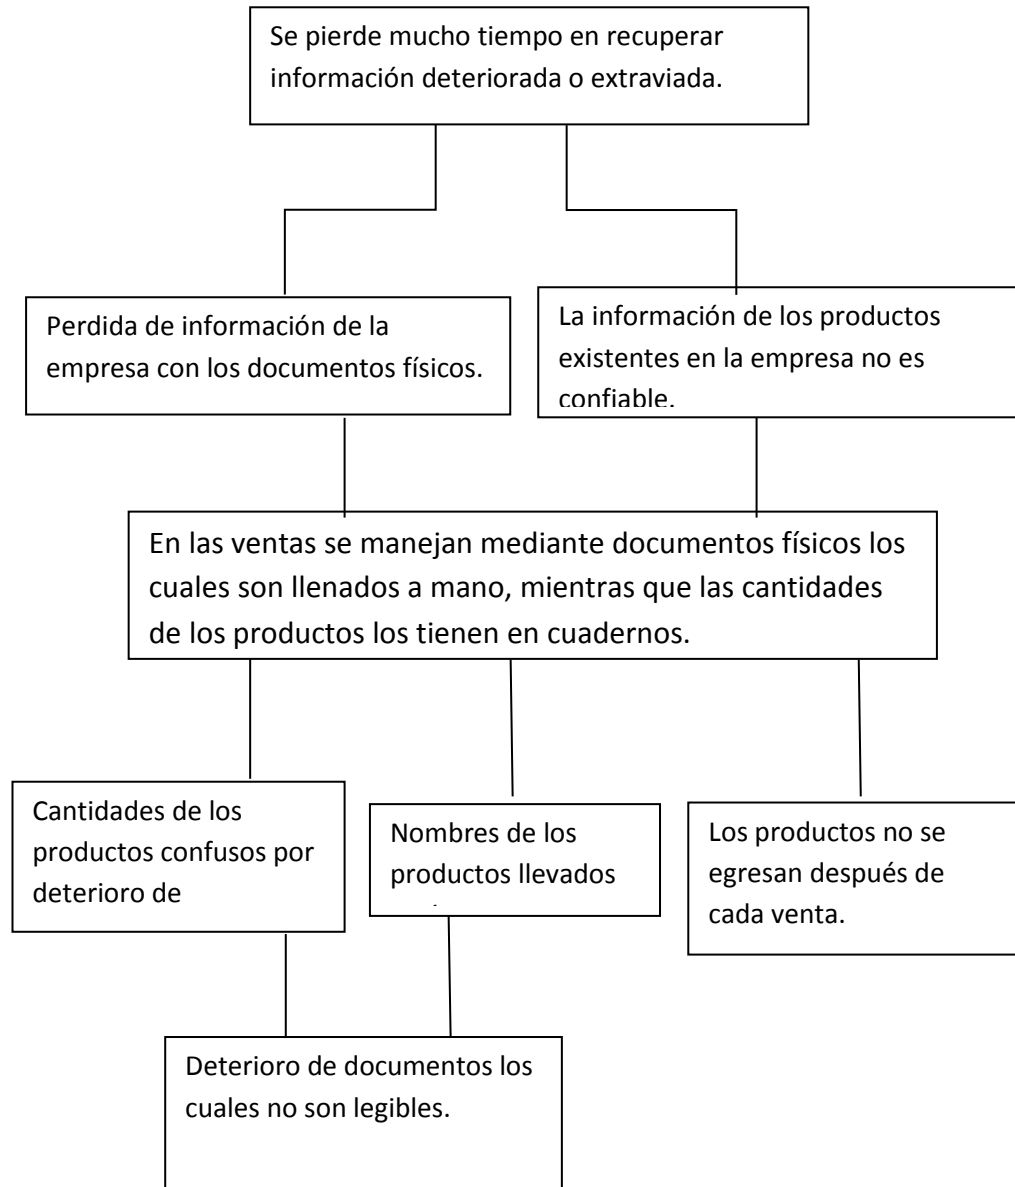 Se pierde mucho tiempo en recuperar
información deteriorada o extraviada.
Perdida de información de la
empresa con los documentos físicos.
La información de los productos
existentes en la empresa no es
confiable.
En las ventas se manejan mediante documentos físicos los
cuales son llenados a mano, mientras que las cantidades
de los productos los tienen en cuadernos.
Cantidades de los
productos confusos por
deterioro de
Nombres de los
productos llevados
Los productos no se
egresan después de
cada venta.
Deterioro de documentos los
cuales no son legibles.